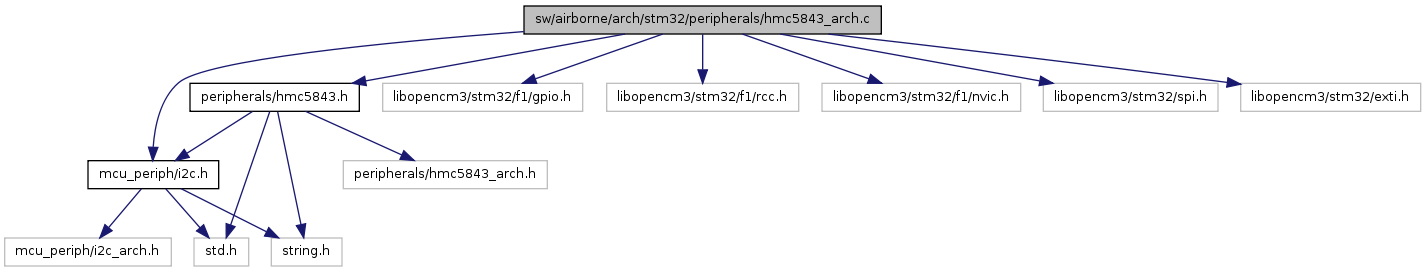 sw/airborne/arch/stm32/peripherals/hmc5843_arch.c
peripherals/hmc5843.h
libopencm3/stm32/f1/gpio.h
libopencm3/stm32/f1/rcc.h
libopencm3/stm32/f1/nvic.h
libopencm3/stm32/spi.h
libopencm3/stm32/exti.h
mcu_periph/i2c.h
peripherals/hmc5843_arch.h
mcu_periph/i2c_arch.h
std.h
string.h